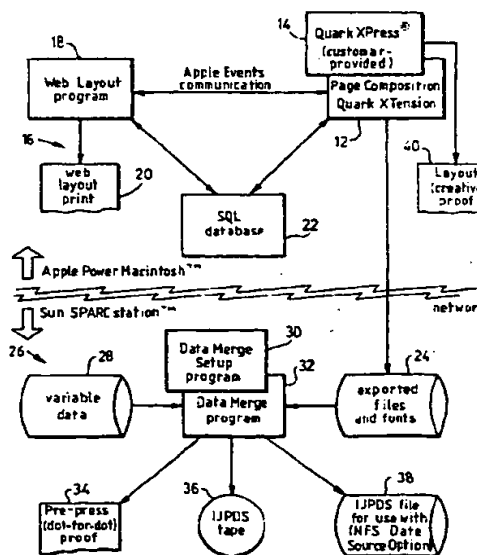 14
Quark XPress®
(customer-
provided)
18
Web Layout
program
Apple Events
communication
Page Composition
Quark XTension
12
16
20
web
layout
print
40
Layout
(creative
proof
SQL
database
22
Apple Power Macintosh™
network
Sun SPARC station™
26
28
variable
data
30
Data Merge
Setup
program
32
Data Merge
program
24
exported
files
and fonts
34
Pre-press
(dot-for-dot)
proof
36
IJPDS
tape
38
IJPDS file
for use with
(NFS Date
Source Option)